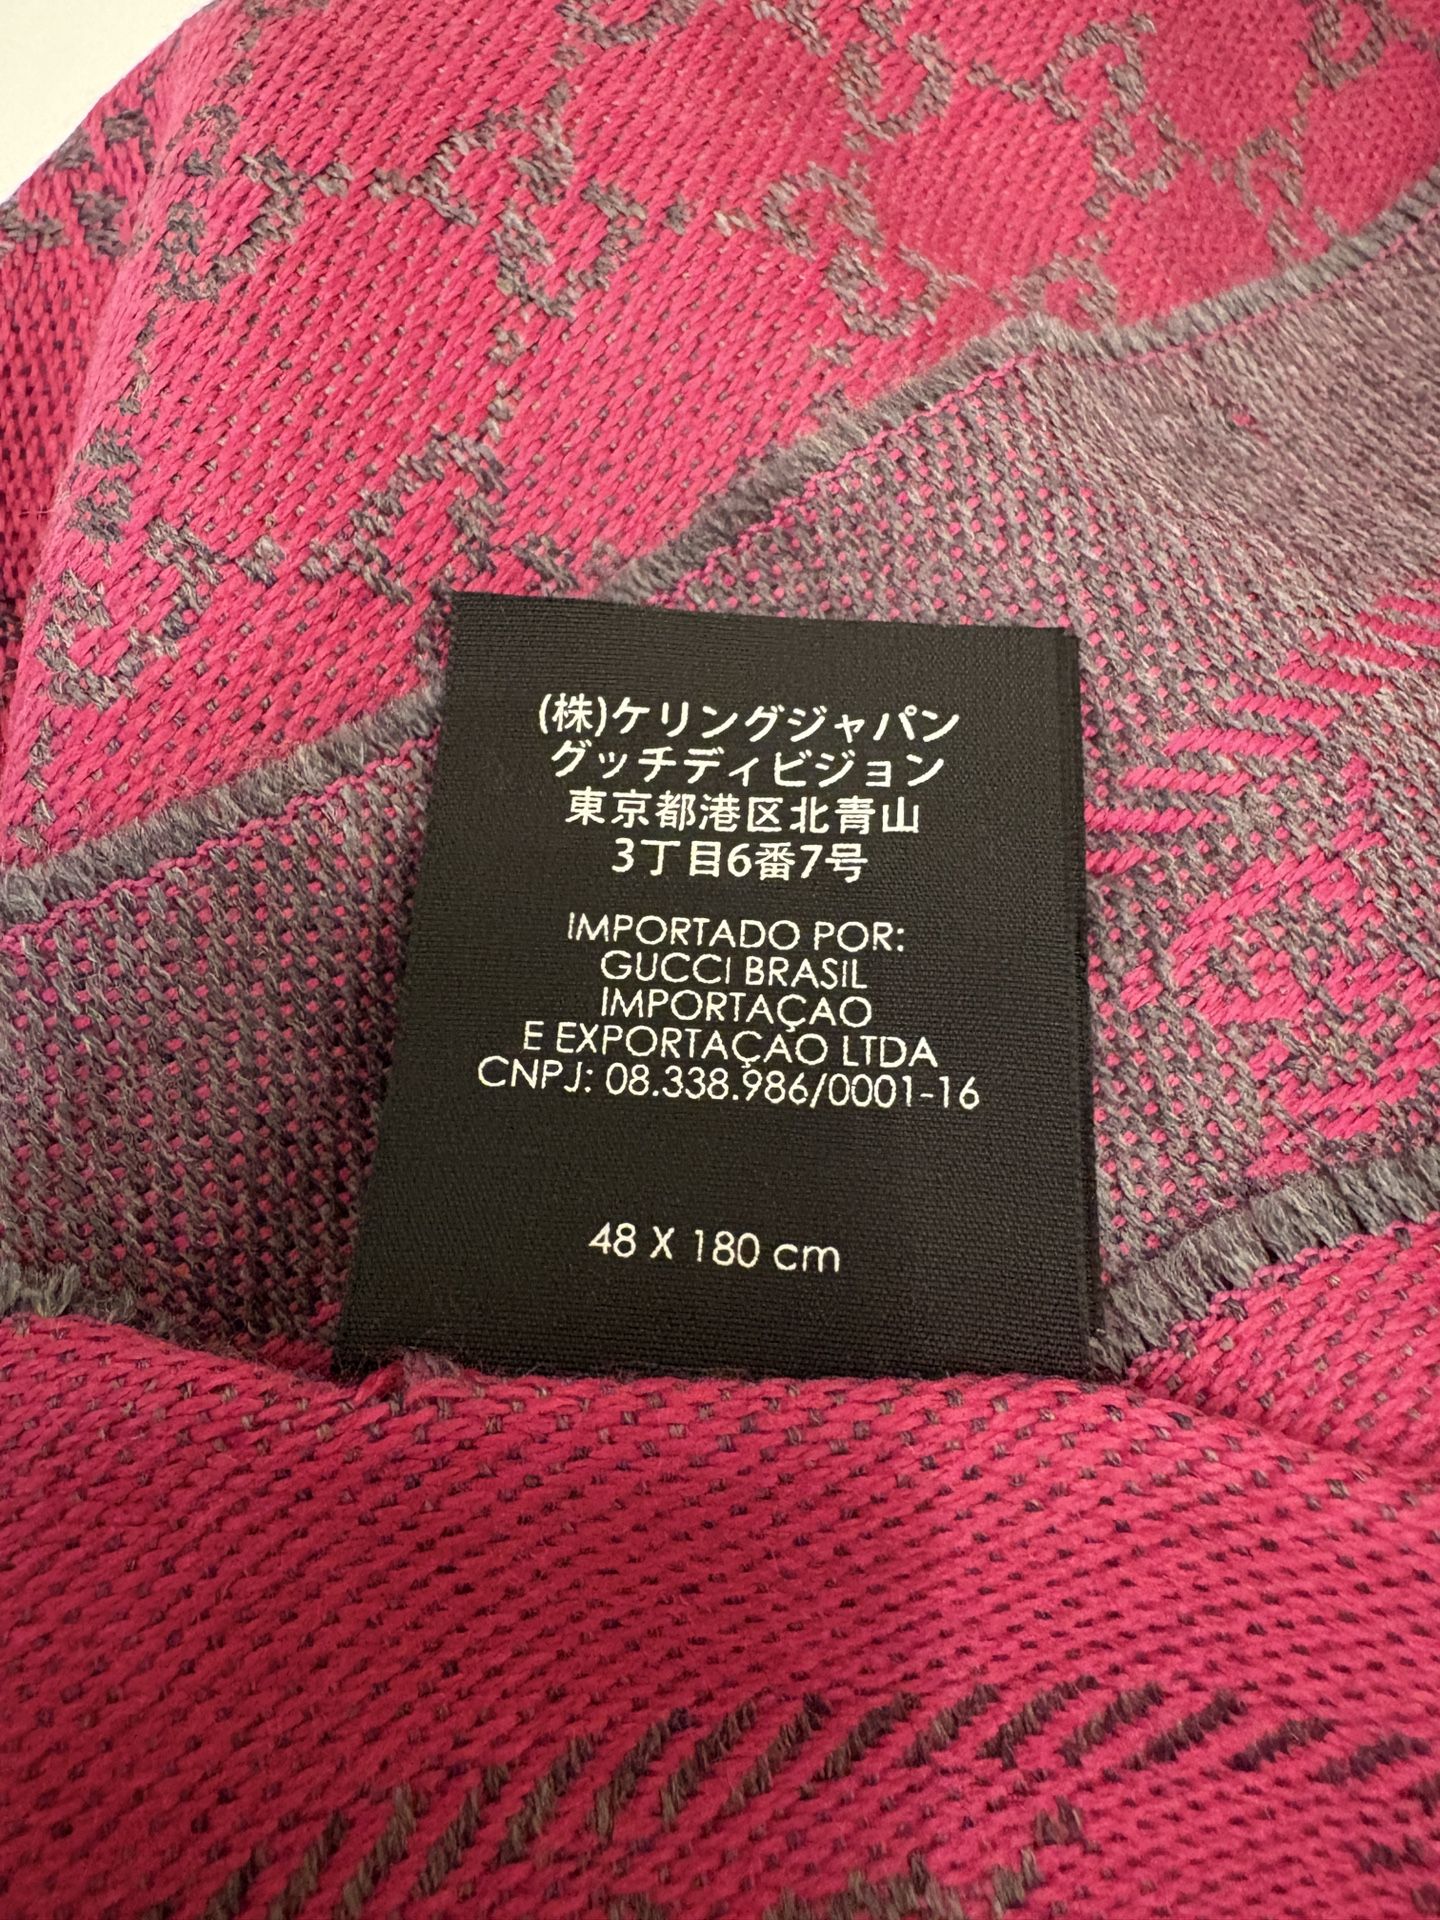 (株)ケリングジャパン
グッチディビジョン
東京都港区北青山
3丁目6番7号
IMPORTADO POR:
GUCCI BRASIL
IMPORTAÇAO
E EXPORTAÇAO LTDA
CNPJ: 08.338.986/0001-16
48 X 180 cm